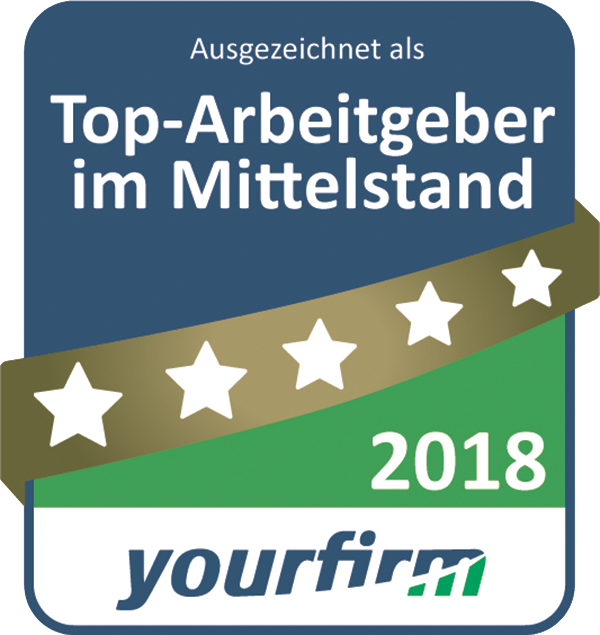 Ausgezeichnet als
Top-Arbeitgeber
im Mittelstand
2018
yourfirm